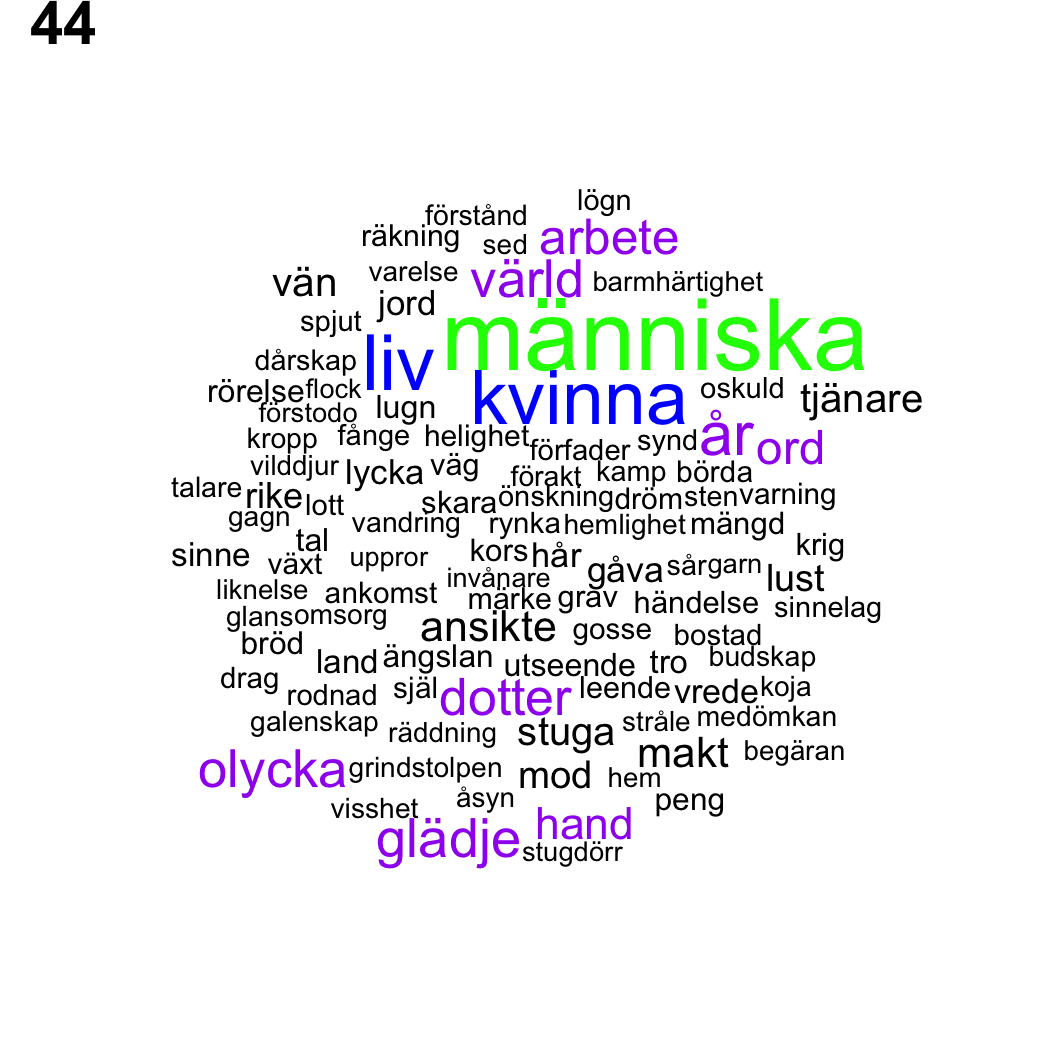 44
lögn
förstånd
räkning sed arbete
vän varelse värld barmhärtighet
spjut jord människa
dårskap liv kvinna oskuld tjänare
rörelse flock
förstodo lugn år ord
kropp fånge helighet förfader synd
vilddjur lycka väg förakt kamp börda
talare rike lott skara önskning dröm sten varning
gagn vandring rynka hemlighet mängd
sinne tal uppror kors hår krig
växt invånare gåva sårgarn lust
liknelse ankomst märke grav händelse sinnelag
glans omsorg ansikte gosse bostad
bröd land ängslan utseende tro budskap
drag rodnad själ dotter leende vrede koja
galenskap räddning stuga stråle medömkan
olycka grindstolpen mod hem makt begäran
visshet åsyn peng
glädje hand
stugdörr